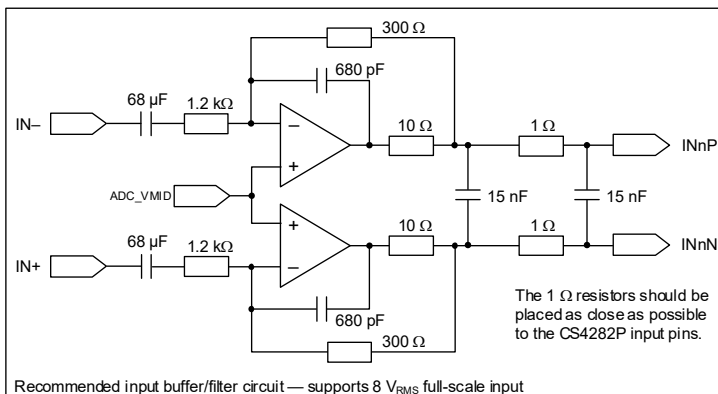 300 Ω
680 pF
68 µF
1.2 kΩ
10 Ω
1 Ω
IN–
–
+
INnP
ADC_VMID
15 nF
15 nF
68 µF
1.2 kΩ
+
–
10 Ω
1 Ω
IN+
INnN
680 pF
300 Ω
The 1 Ω resistors should be
placed as close as possible
to the CS4282P input pins.
Recommended input buffer/filter circuit — supports 8 VRMS full-scale input